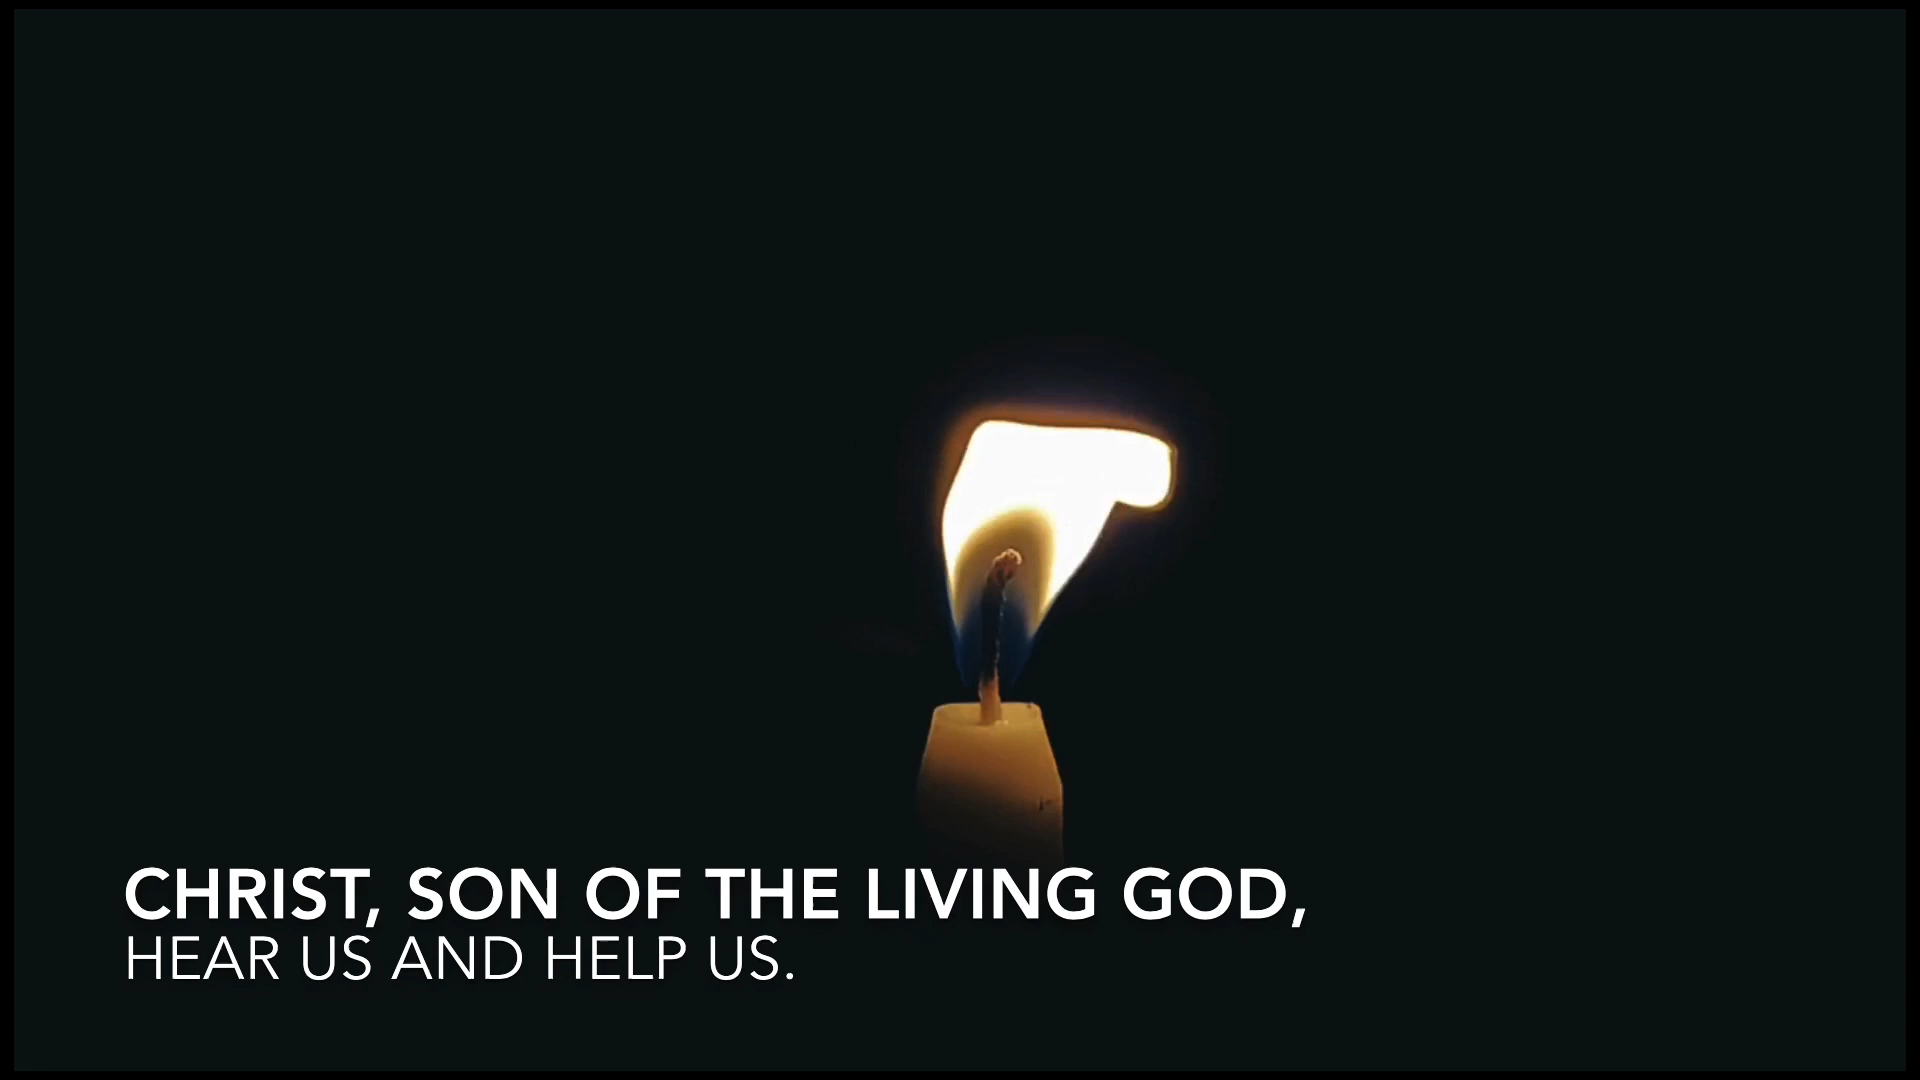 CHRIST, SON OF THE LIVING GOD,
HEAR US AND HELP US.